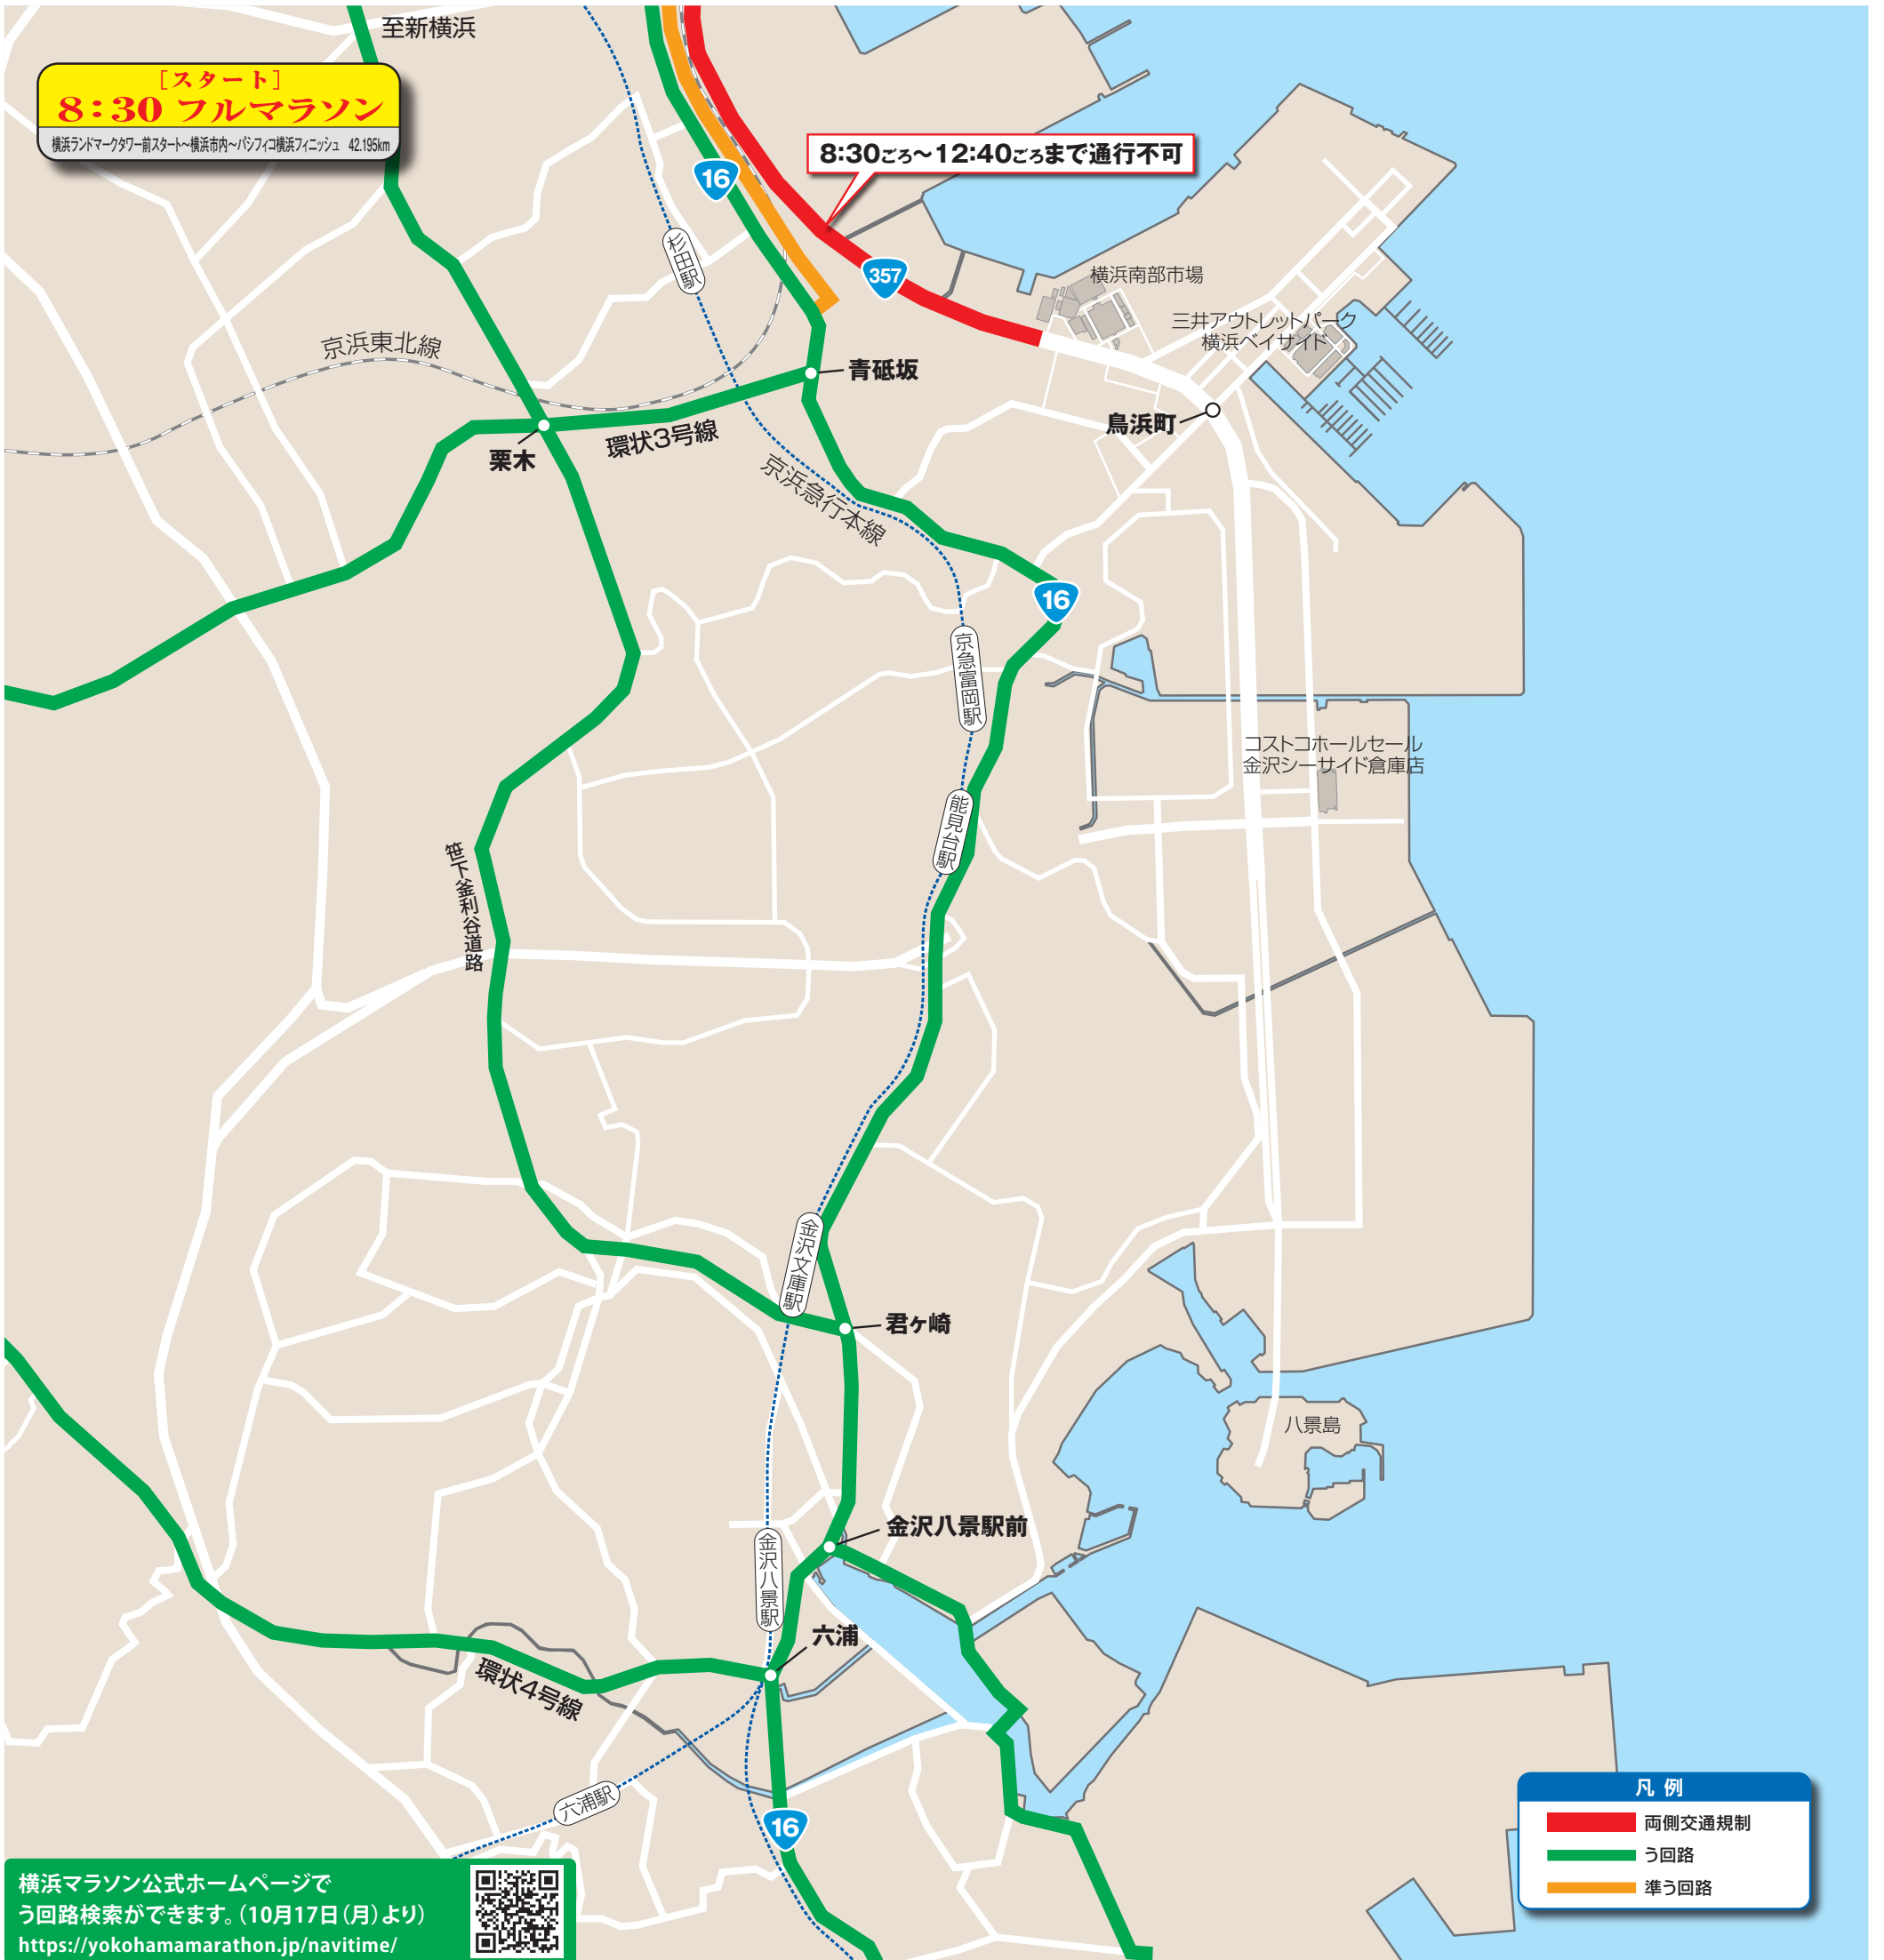 至新横浜
［スタート］
8：30 フルマラソン
横浜ランドマークタワー前スタート〜横浜市内〜パシフィコ横浜フィニッシュ 42.195km
8:30ごろ〜12:40ごろまで通行不可
16
杉田駅
357
横浜南部市場
三井アウトレットパーク
横浜ベイサイド
京浜東北線
青砥坂
鳥浜町
環状3号線
栗木
京浜急行本線
16
京急富岡駅
コストコホールセール
金沢シーサイド倉庫店
能見台駅
笹下釜利谷道路
金沢文庫駅
君ヶ崎
八景島
金沢八景駅前
金沢八景駅
六浦
環状4号線
六浦駅
16
凡例
両側交通規制
う回路
準う回路
横浜マラソン公式ホームページで
う回路検索ができます。（10月17日（月）より）
https://yokohamamarathon.jp/navitime/